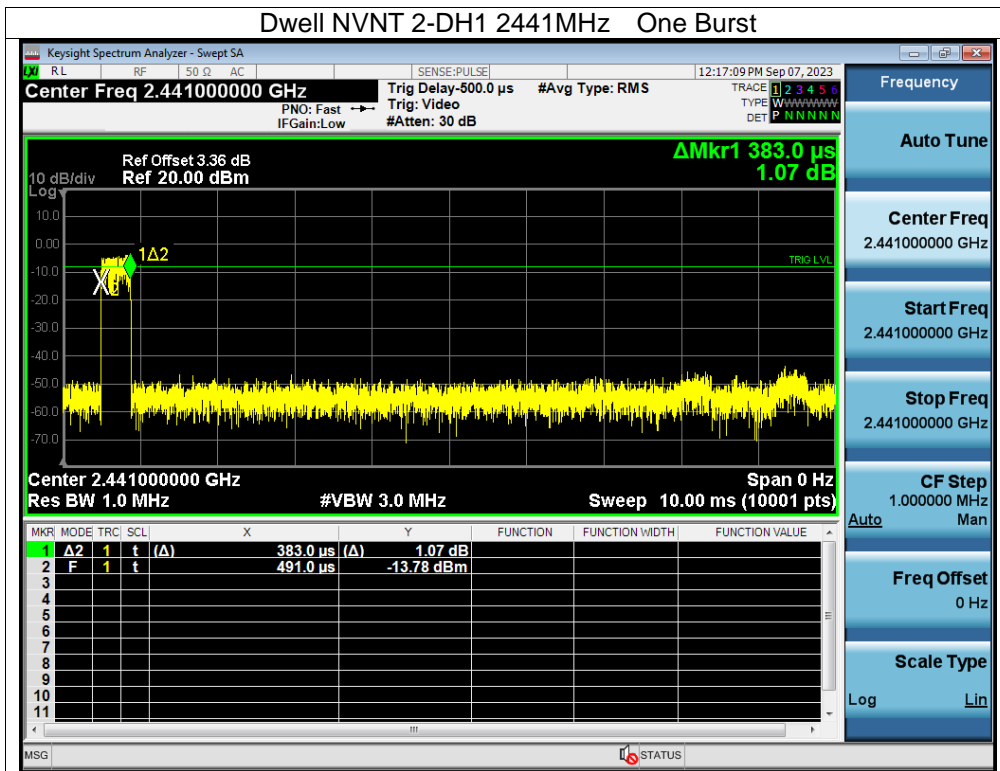 Dwell NVNT 2-DH1 2441MHz One Burst
Keysight Spectrum Analyzer - Swept SA
LXI RL RF 50 Ω AC SENSE:PULSE 12:17:09 PM Sep 07, 2023
Center Freq 2.441000000 GHz Trig Delay-500.0 µs #Avg Type: RMS TRACE 1 2 3 4 5 6
PNO: Fast Trig: Video TYPE WWWWWW
IFGain:Low #Atten: 30 dB DET P N N N N N
ΔMkr1 383.0 µs
1.07 dB
Ref Offset 3.36 dB
10 dB/div Ref 20.00 dBm
Log
10.0
0.00
1Δ2
TRIG LVL
-10.0
-20.0
-30.0
-40.0
-50.0
-60.0
-70.0
Center 2.441000000 GHz Span 0 Hz
Res BW 1.0 MHz #VBW 3.0 MHz Sweep 10.00 ms (10001 pts)
MKR MODE TRC SCL X Y FUNCTION FUNCTION WIDTH FUNCTION VALUE
1 Δ2 1 t (Δ) 383.0 µs (Δ) 1.07 dB
2 F 1 t 491.0 µs -13.78 dBm
3
4
5
6
7
8
9
10
11
MSG STATUS
Frequency
Auto Tune
Center Freq
2.441000000 GHz
Start Freq
2.441000000 GHz
Stop Freq
2.441000000 GHz
CF Step
1.000000 MHz
Auto Man
Freq Offset
0 Hz
Scale Type
Log Lin